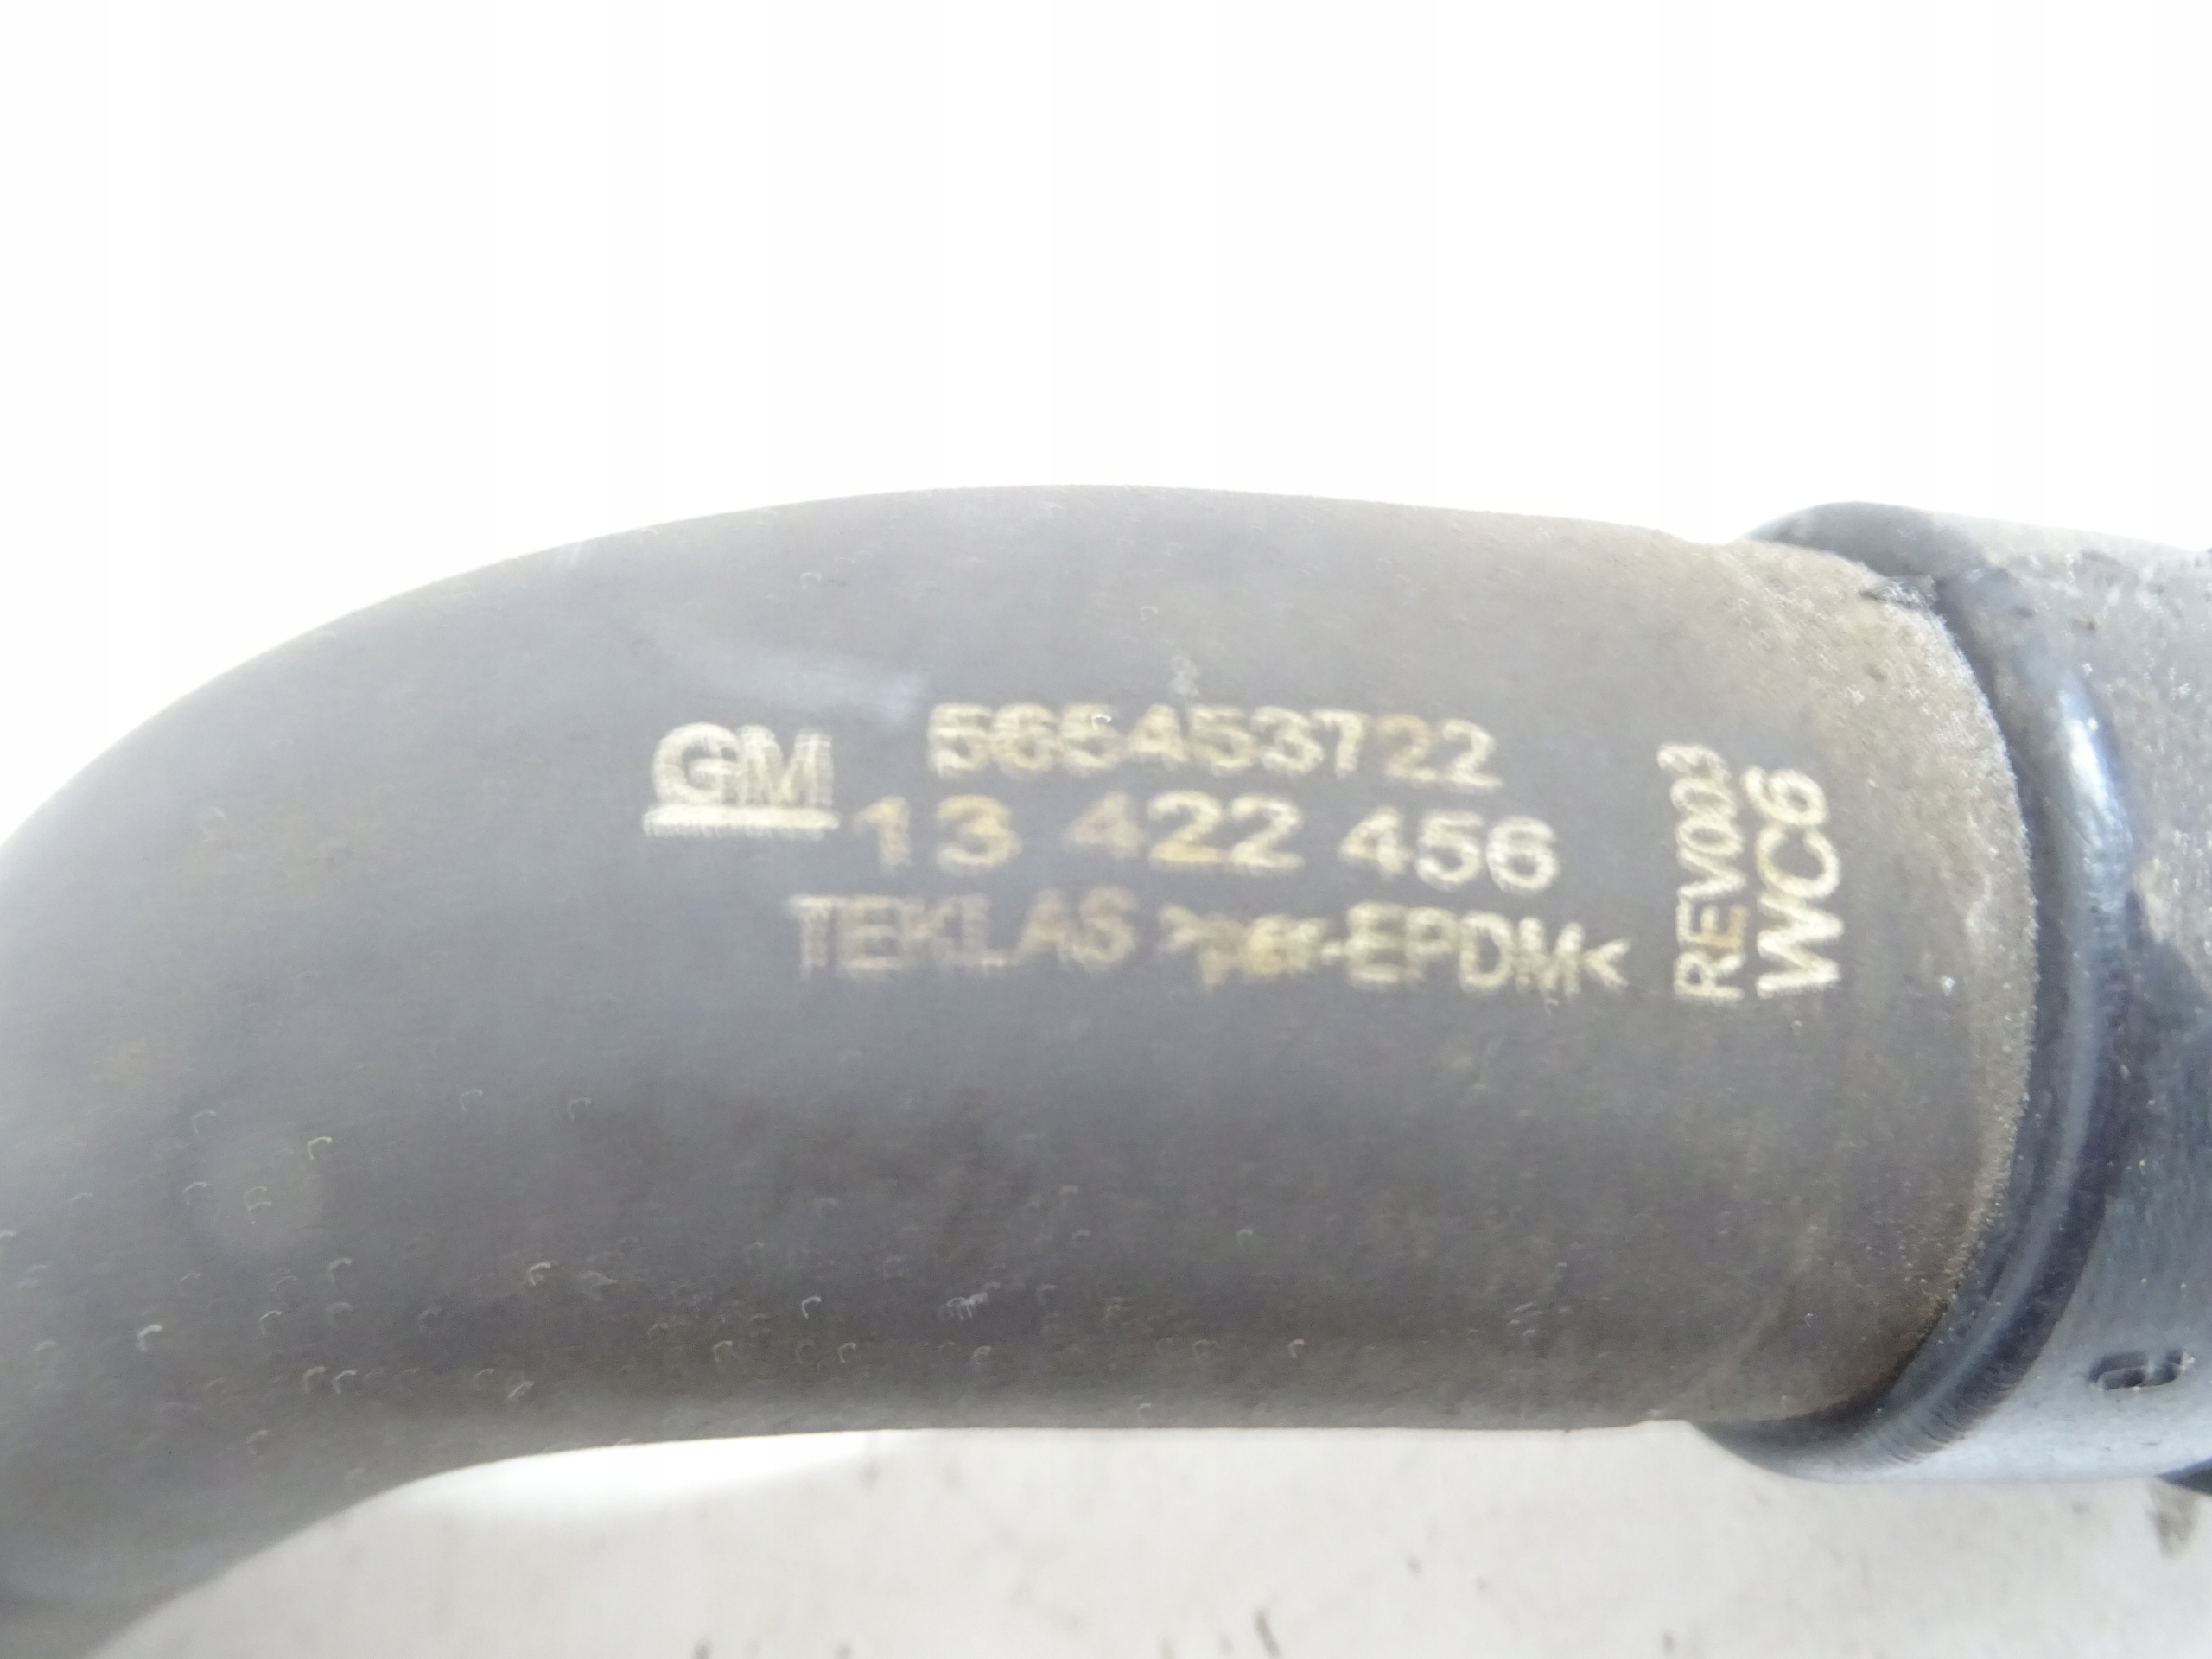 GM
565453722
13 422 456
TEKLAS >per-EPDM<
REV003
WC6